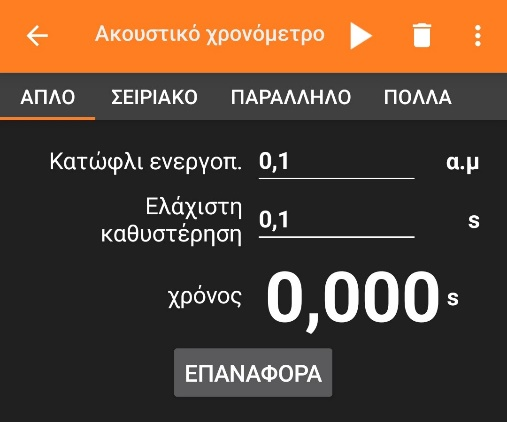 Ακουστικό χρονόμετρο
ΑΠΛΟ ΣΕΙΡΙΑΚΟ ΠΑΡΑΛΛΗΛΟ ΠΟΛΛΑ
Κατώφλι ενεργοπ. 0,1 α.μ
Ελάχιστη
καθυστέρηση 0,1 s
χρόνος 0,000 s
ΕΠΑΝΑΦΟΡΑ